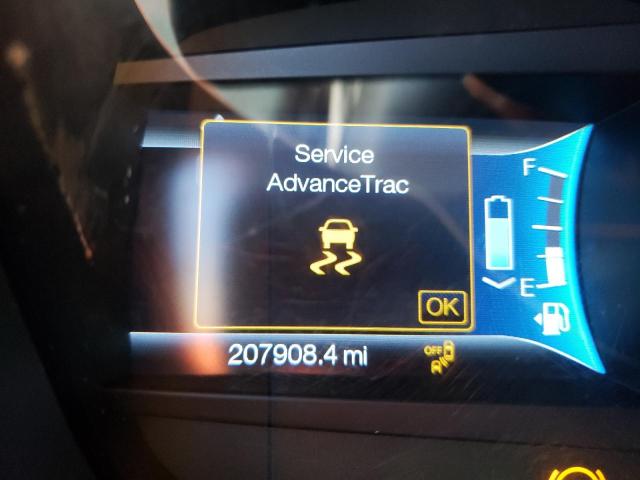 Service
AdvanceTrac
F
E
OK
207908.4 mi
OFF